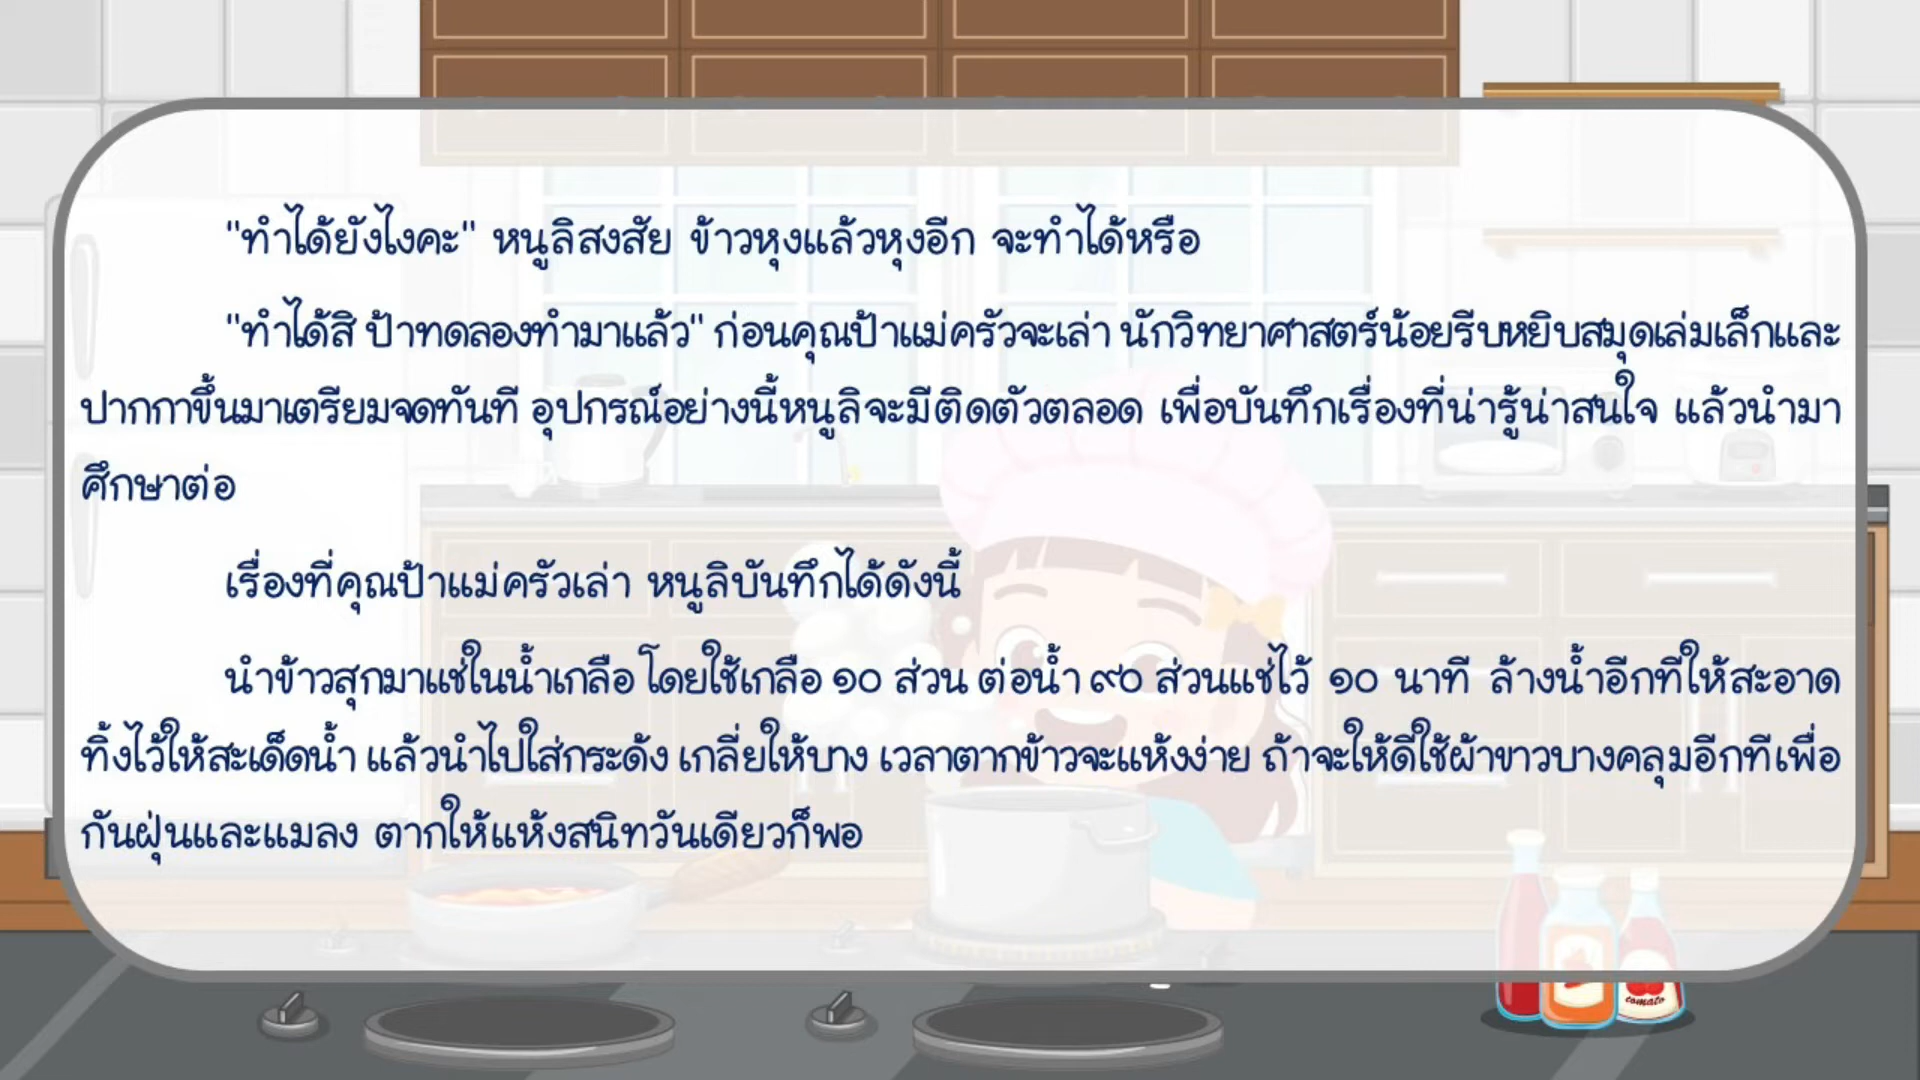 "ทำได้ยังไงคะ" หนูลิสงสัย ข้าวหุงแล้วหุงอีก จะทำได้หรือ
"ทำได้สิ ป้าทดลองทำมาแล้ว" ก่อนคุณป้าแม่ครัวจะเล่า นักวิทยาศาสตร์น้อยรีบหยิบสมุดเล่มเล็กและ
ปากกาขึ้นมาเตรียมจดทันที อุปกรณ์อย่างนี้หนูลิจะมีติดตัวตลอด เพื่อบันทึกเรื่องที่น่ารู้น่าสนใจ แล้วนำมา
ศึกษาต่อ
เรื่องที่คุณป้าแม่ครัวเล่า หนูลิบันทึกได้ดังนี้
นำข้าวสุกมาแช่ในน้ำเกลือ โดยใช้เกลือ ๑๐ ส่วน ต่อน้ำ ๙๐ ส่วนแช่ไว้ ๑๐ นาที ล้างน้ำอีกทีให้สะอาด
ทิ้งไว้ให้สะเด็ดน้ำ แล้วนำไปใส่กระด้ง เกลี่ยให้บาง เวลาตากข้าวจะแห้งง่าย ถ้าจะให้ดีใช้ผ้าขาวบางคลุมอีกทีเพื่อ
กันฝุ่นและแมลง ตากให้แห้งสนิทวันเดียวก็พอ
comato